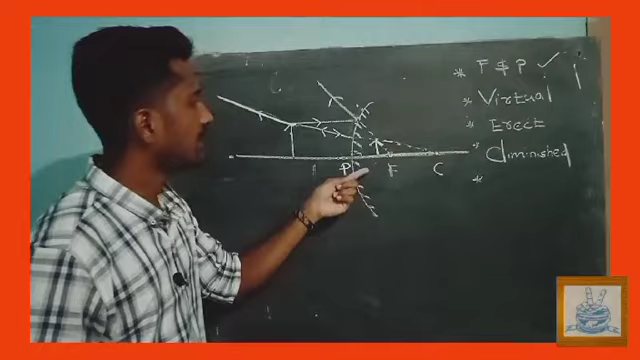 * F & P ✓
* Virtual
* Erect
* Diminished
*
P F C